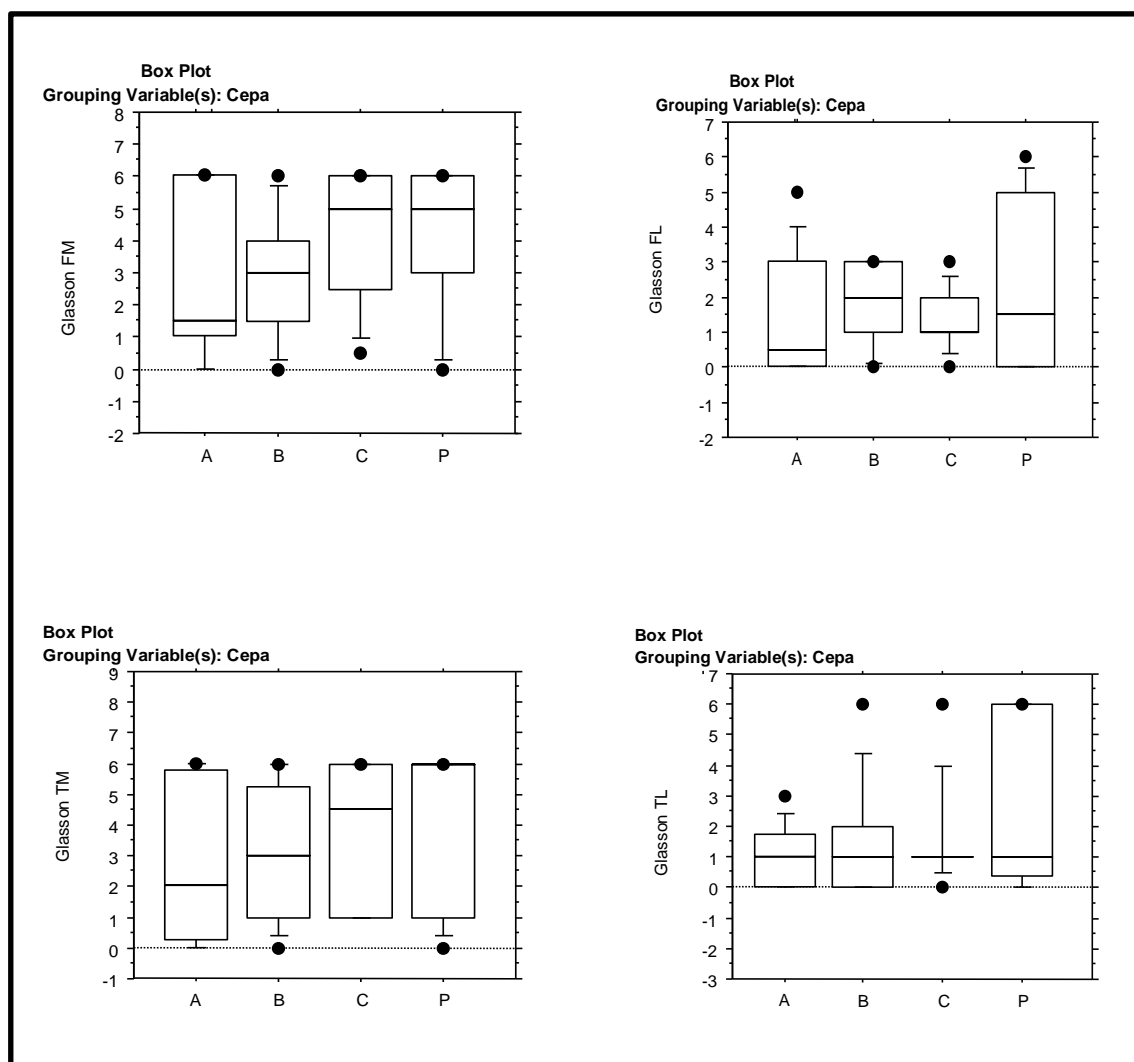 Box Plot
Grouping Variable(s): Cepa
8
7
6
5
4
3
2
1
0
-1
-2
Glasson FM
A B C P
Box Plot
Grouping Variable(s): Cepa
7
6
5
4
3
2
1
0
-1
-2
Glasson FL
A B C P
Box Plot
Grouping Variable(s): Cepa
9
8
7
6
5
4
3
2
1
0
-1
Glasson TM
A B C P
Box Plot
Grouping Variable(s): Cepa
7
6
5
4
3
2
1
0
-1
-2
-3
Glasson TL
A B C P